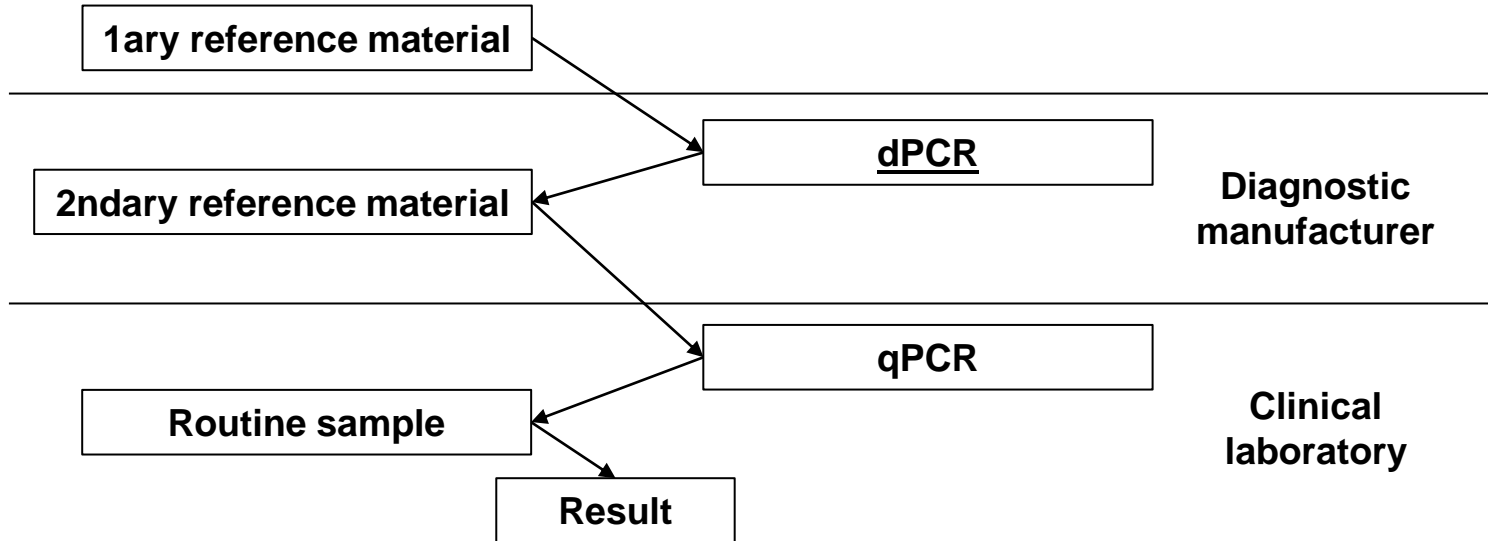 1ary reference material
dPCR
2ndary reference material
Diagnostic
manufacturer
qPCR
Routine sample
Clinical
laboratory
Result